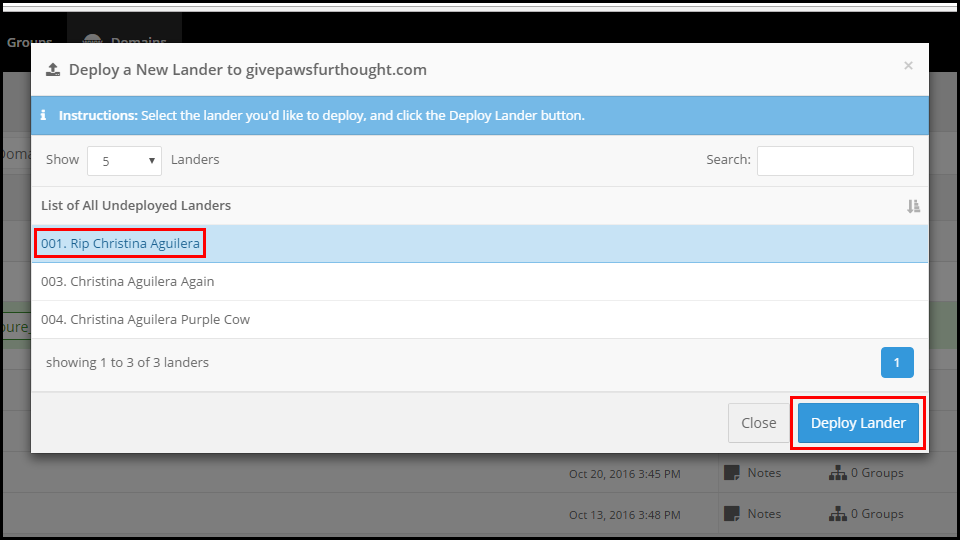 Groups Domains
Deploy a New Lander to givepawsfurthought.com ×
Instructions: Select the lander you'd like to deploy, and click the Deploy Lander button.
Show 5 Landers Search:
List of All Undeployed Landers
001. Rip Christina Aguilera
003. Christina Aguilera Again
004. Christina Aguilera Purple Cow
showing 1 to 3 of 3 landers 1
Close Deploy Lander
Oct 20, 2016 3:45 PM Notes 0 Groups
Oct 13, 2016 3:48 PM Notes 0 Groups